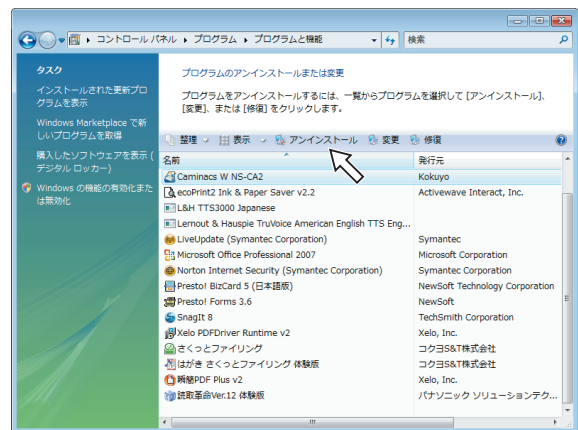 コントロール パネル ▸ プログラム ▸ プログラムと機能
検索
タスク
インストールされた更新プロ
グラムを表示
Windows Marketplace で新
しいプログラムを取得
購入したソフトウェアを表示 (
デジタル ロッカー)
Windows の機能の有効化また
は無効化
プログラムのアンインストールまたは変更
プログラムをアンインストールするには、一覧からプログラムを選択して [アンインストール]、
[変更]、または [修復] をクリックします。
整理 表示 アンインストール 変更 修復
名前 発行元
Caminacs W NS-CA2 Kokuyo
ecoPrint2 Ink & Paper Saver v2.2 Activewave Interact, Inc.
L&H TTS3000 Japanese
Lernout & Hauspie TruVoice American English TTS Eng...
LiveUpdate (Symantec Corporation) Symantec
Microsoft Office Professional 2007 Microsoft Corporation
Norton Internet Security (Symantec Corporation) Symantec Corporation
Presto! BizCard 5 (日本語版) NewSoft Technology Corporation
Presto! Forms 3.6 NewSoft
SnagIt 8 TechSmith Corporation
Xelo PDFDriver Runtime v2 Xelo, Inc.
さくっとファイリング コクヨS&T株式会社
はがき さくっとファイリング 体験版 コクヨS&T株式会社
瞬簡PDF Plus v2 Xelo, Inc.
読取革命Ver.12 体験版 パナソニック ソリューションテク...